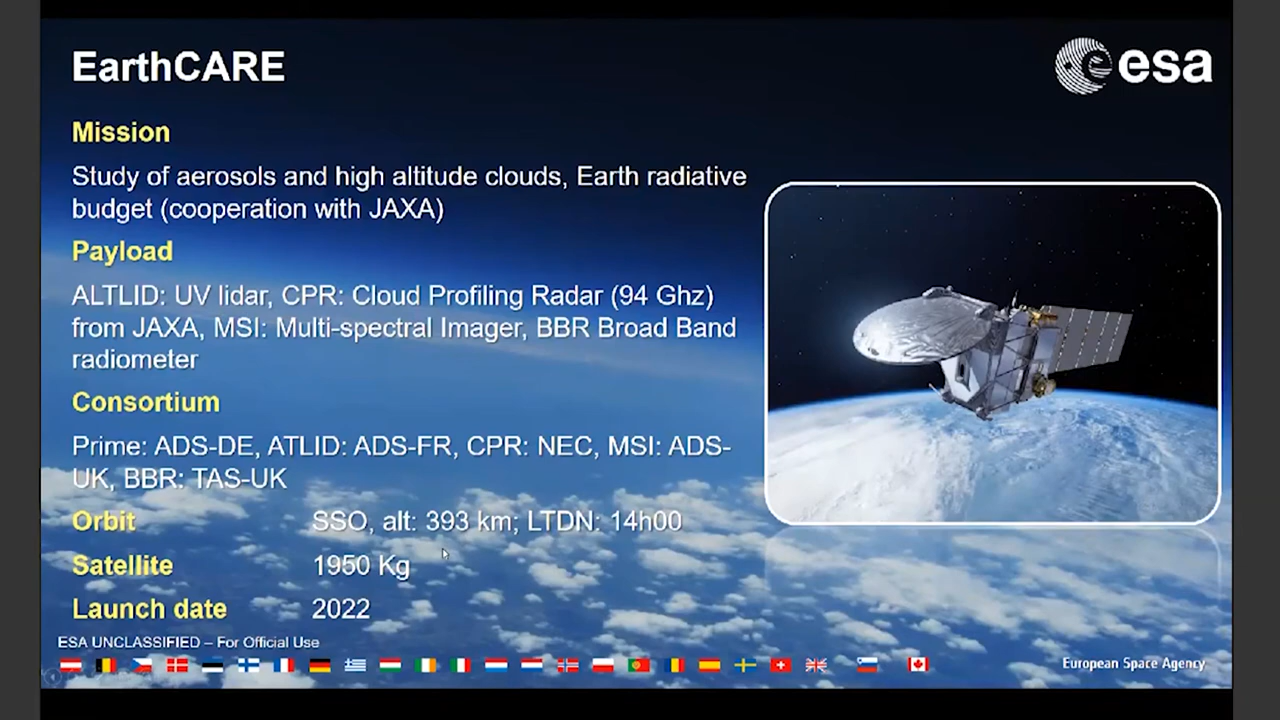 EarthCARE
esa
Mission
Study of aerosols and high altitude clouds, Earth radiative
budget (cooperation with JAXA)
Payload
ALTLID: UV lidar, CPR: Cloud Profiling Radar (94 Ghz)
from JAXA, MSI: Multi-spectral Imager, BBR Broad Band
radiometer
Consortium
Prime: ADS-DE, ATLID: ADS-FR, CPR: NEC, MSI: ADS-
UK, BBR: TAS-UK
Orbit SSO, alt: 393 km; LTDN: 14h00
Satellite 1950 Kg
Launch date 2022
ESA UNCLASSIFIED – For Official Use
European Space Agency